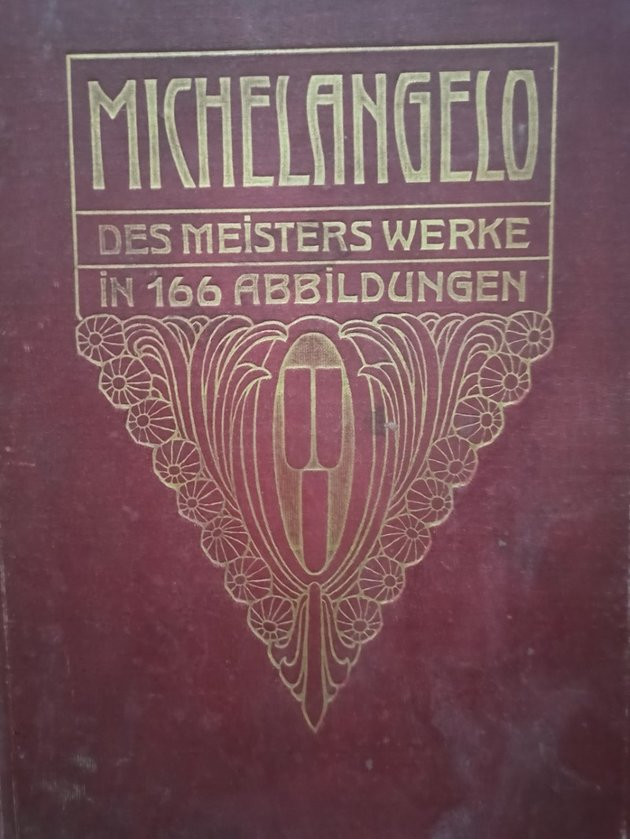 MICHELANGELO
DES MEISTERS WERKE
IN 166 ABBILDUNGEN